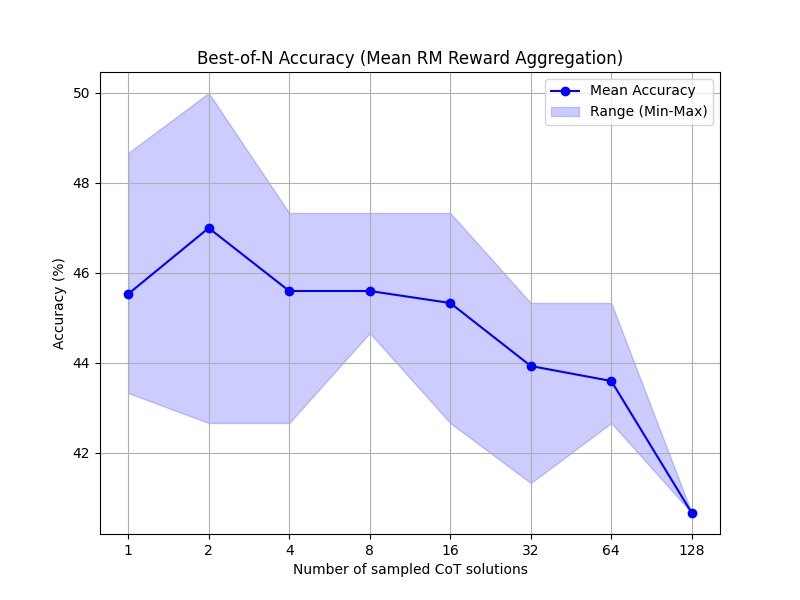 Best-of-N Accuracy (Mean RM Reward Aggregation)
Mean Accuracy
Range (Min-Max)
Accuracy (%)
50
48
46
44
42
1 2 4 8 16 32 64 128
Number of sampled CoT solutions